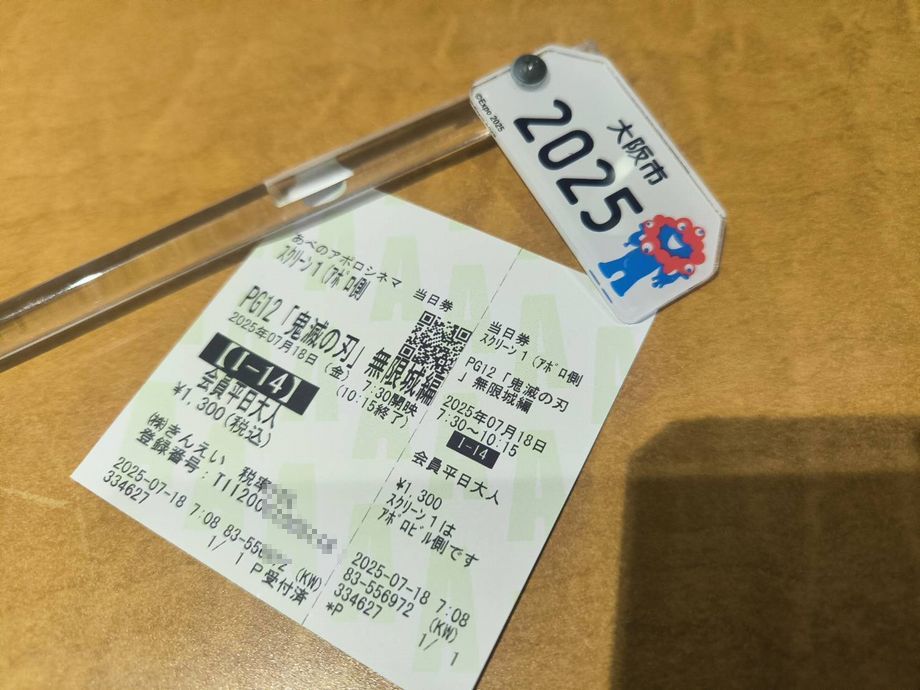 大阪市
2025
©Expo 2025
あべのアポロシネマ 当日券
スクリーン1(アポロ側)
PG12「鬼滅の刃」無限城編
2025年07月18日(金) 7:30開映
(10:15終了)
【I-14】
会員平日大人
¥1,300(税込)
㈱きんえい 税率
登録番号:T11200
2025-07-18 7:08 83-556
334627 (KW)
1/ 1 P受付済
当日券
スクリーン1(アポロ側
PG12「鬼滅の刃
」無限城編
2025年07月18日
7:30~10:15
I-14
会員平日大人
¥1,300
スクリーン1は
アポロビル側です
2025-07-18 7:08
83-556972 (KW)
334627 1/ 1
*P